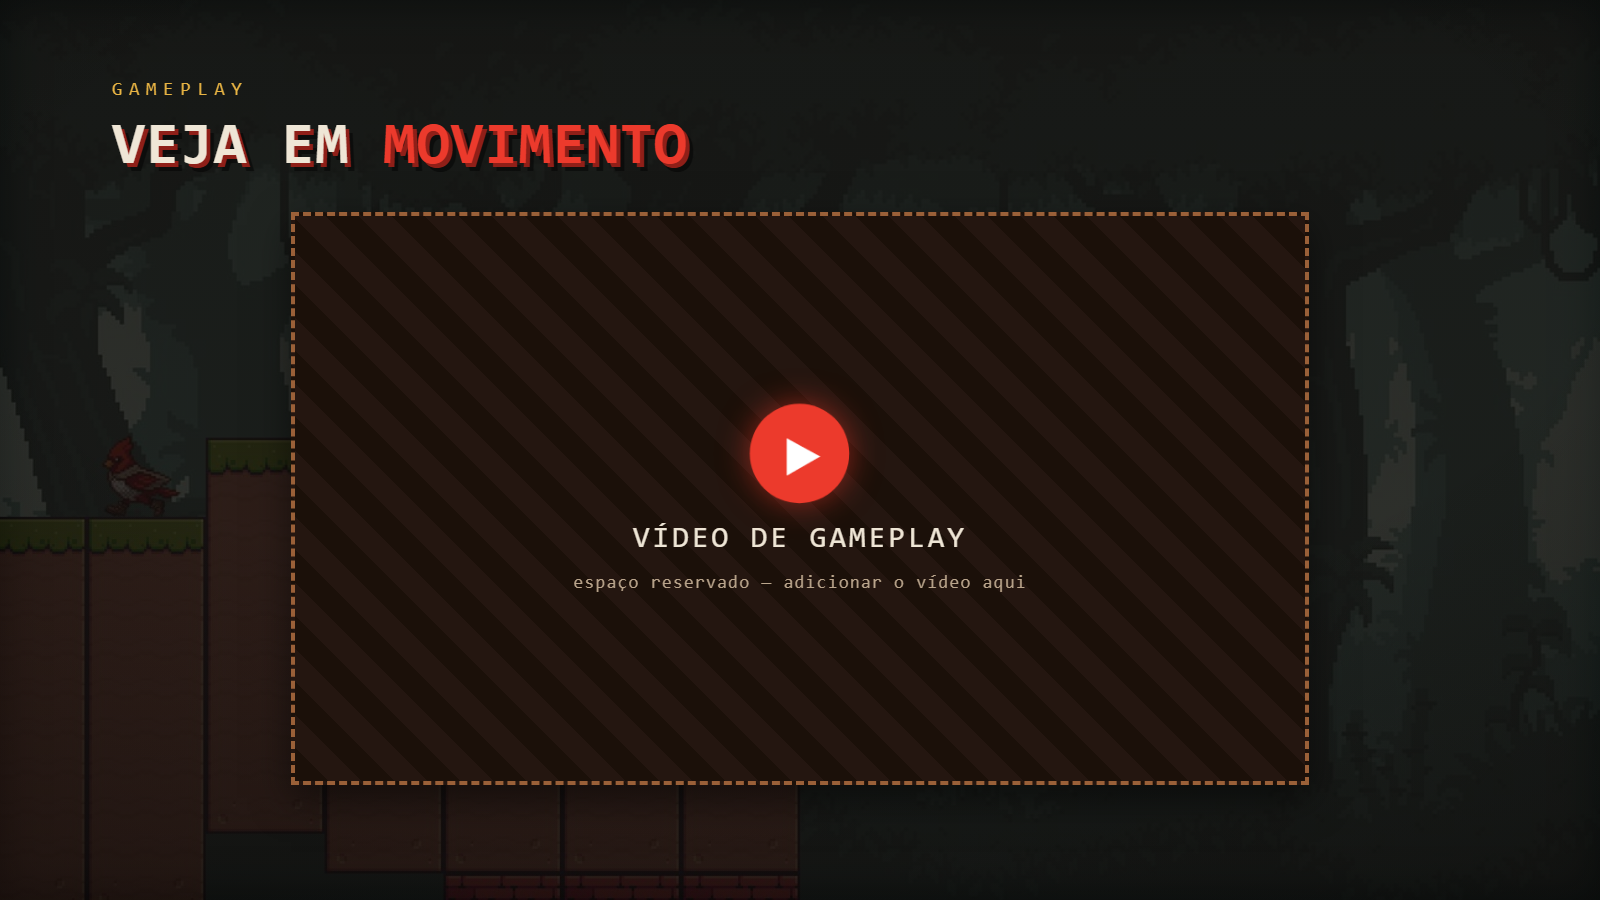 GAMEPLAY
VEJA EM MOVIMENTO
VÍDEO DE GAMEPLAY
espaço reservado — adicionar o vídeo aqui